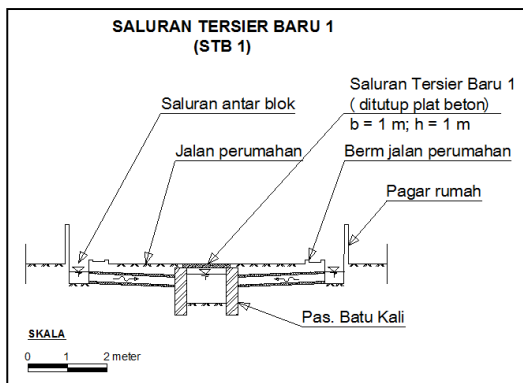 SALURAN TERSIER BARU 1
(STB 1)
Saluran Tersier Baru 1
( ditutup plat beton)
b = 1 m; h = 1 m
Saluran antar blok
Jalan perumahan
Berm jalan perumahan
Pagar rumah
Pas. Batu Kali
SKALA
0 1 2 meter